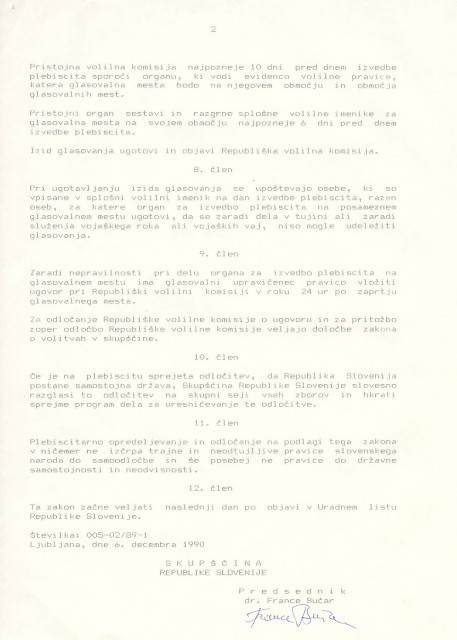 2
Pristojna volilna komisija najpozneje 10 dni pred dnem izvedbe
plebiscita sporoči organu, ki vodi evidenco volilne pravice,
katera glasovalna mesta bodo na njegovem območju in območja
glasovalnih mest.
Pristojni organ sestavi in razgrne splošne volilne imenike za
glasovalna mesta na svojem območju najpozneje 6 dni pred dnem
izvedbe plebiscita.
Izid glasovanja ugotovi in objavi Republiška volilna komisija.
8. člen
Pri ugotavljanju izida glasovanja se upoštevajo osebe, ki so
vpisane v splošni volilni imenik na dan izvedbe plebiscita, razen
oseb, za katere organ za izvedbo plebiscita na posameznem
glasovalnem mestu ugotovi, da se zaradi dela v tujini ali zaradi
služenja vojaškega roka ali vojaških vaj, niso mogle udeležiti
glasovanja.
9. člen
Zaradi nepravilnosti pri delu organa za izvedbo plebiscita na
glasovalnem mestu ima glasovalni upravičenec pravico vložiti
ugovor pri Republiški volilni komisiji v roku 24 ur po zaprtju
glasovalnega mesta.
Za odločanje Republiške volilne komisije o ugovoru in za pritožbo
zoper odločbo Republiške volilne komisije veljajo določbe zakona
o volitvah v skupščine.
10. člen
Če je na plebiscitu sprejeta odločitev, da Republika Slovenija
postane samostojna država, Skupščina Republike Slovenije slovesno
razglasi to odločitev na skupni seji vseh zborov in hkrati
sprejme program dela za uresničevanje te odločitve.
11. člen
Plebiscitarno opredeljevanje in odločanje na podlagi tega zakona
v ničemer ne izčrpa trajne in neodtujljive pravice slovenskega
naroda do samoodločbe in še posebej ne pravice do državne
samostojnosti in neodvisnosti.
12. člen
Ta zakon začne veljati naslednji dan po objavi v Uradnem listu
Republike Slovenije.
Številka: 005-02/89-1
Ljubljana, dne 6. decembra 1990
S K U P Š Č I N A
REPUBLIKE SLOVENIJE
P r e d s e d n i k
dr. France Bučar
France Bučar